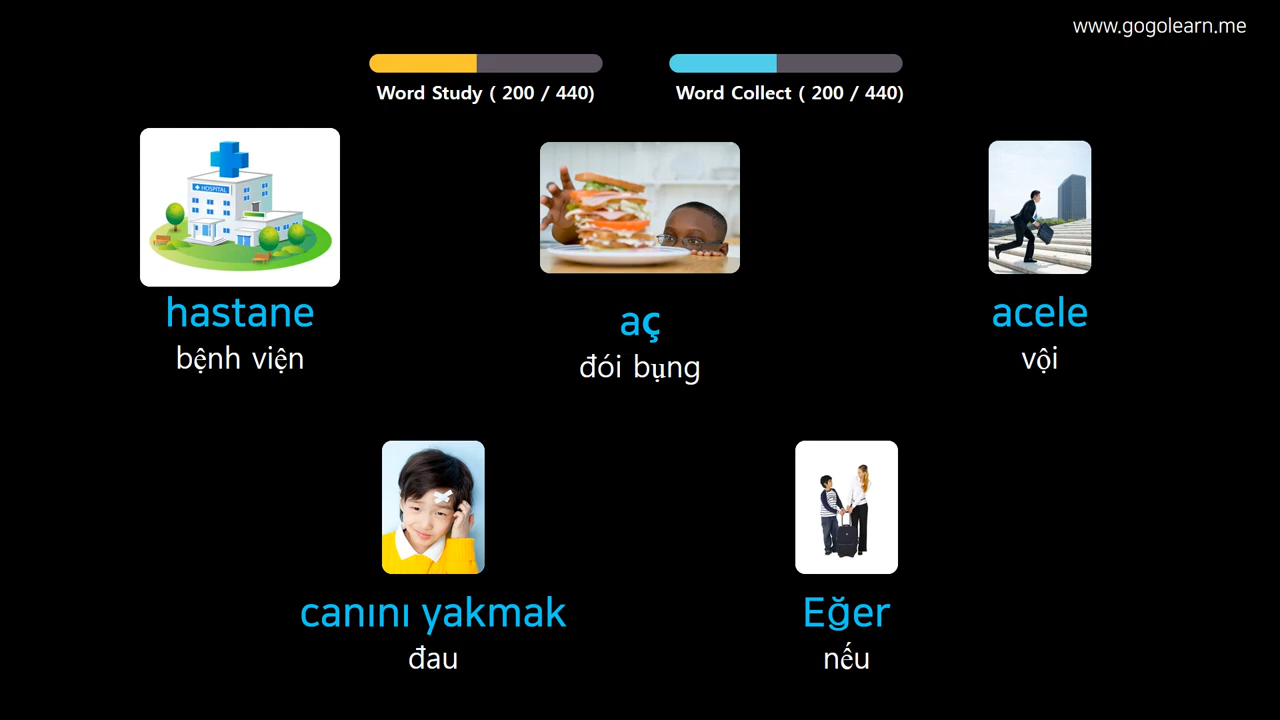 www.gogolearn.me
Word Study ( 200 / 440)
Word Collect ( 200 / 440)
HOSPITAL
hastane
bệnh viện
aç
đói bụng
acele
vội
canını yakmak
đau
Eğer
nếu